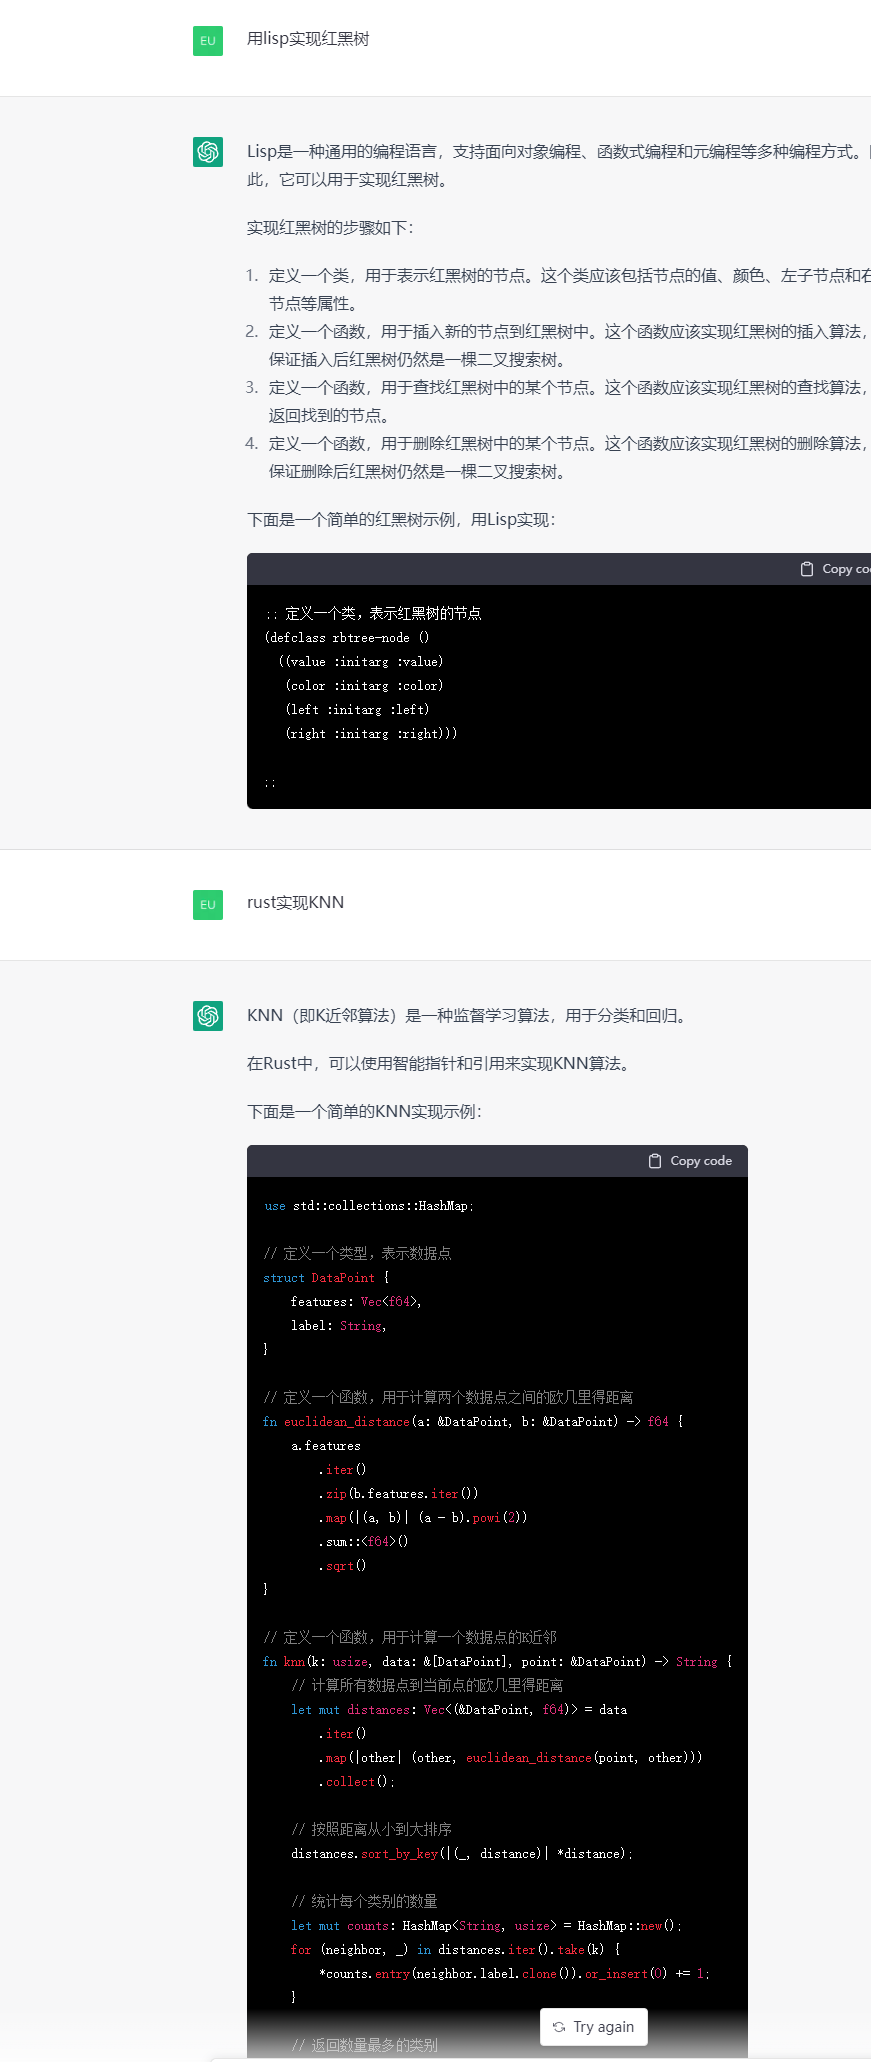 EU
用lisp实现红黑树
Lisp是一种通用的编程语言，支持面向对象编程、函数式编程和元编程等多种编程方式。
此，它可以用于实现红黑树。
实现红黑树的步骤如下：
1. 定义一个类，用于表示红黑树的节点。这个类应该包括节点的值、颜色、左子节点和右
节点等属性。
2. 定义一个函数，用于插入新的节点到红黑树中。这个函数应该实现红黑树的插入算法，
保证插入后红黑树仍然是一棵二叉搜索树。
3. 定义一个函数，用于查找红黑树中的某个节点。这个函数应该实现红黑树的查找算法，
返回找到的节点。
4. 定义一个函数，用于删除红黑树中的某个节点。这个函数应该实现红黑树的删除算法，
保证删除后红黑树仍然是一棵二叉搜索树。
下面是一个简单的红黑树示例，用Lisp实现：
Copy co
;; 定义一个类，表示红黑树的节点
(defclass rbtree-node ()
  ((value :initarg :value)
   (color :initarg :color)
   (left :initarg :left)
   (right :initarg :right)))
;;
EU
rust实现KNN
KNN（即K近邻算法）是一种监督学习算法，用于分类和回归。
在Rust中，可以使用智能指针和引用来实现KNN算法。
下面是一个简单的KNN实现示例：
Copy code
use std::collections::HashMap;
// 定义一个类型，表示数据点
struct DataPoint {
    features: Vec<f64>,
    label: String,
}
// 定义一个函数，用于计算两个数据点之间的欧几里得距离
fn euclidean_distance(a: &DataPoint, b: &DataPoint) -> f64 {
    a.features
        .iter()
        .zip(b.features.iter())
        .map(|(a, b)| (a - b).powi(2))
        .sum::<f64>()
        .sqrt()
}
// 定义一个函数，用于计算一个数据点的K近邻
fn knn(k: usize, data: &[DataPoint], point: &DataPoint) -> String {
    // 计算所有数据点到当前点的欧几里得距离
    let mut distances: Vec<(&DataPoint, f64)> = data
        .iter()
        .map(|other| (other, euclidean_distance(point, other)))
        .collect();
    // 按照距离从小到大排序
    distances.sort_by_key(|(_, distance)| *distance);
    // 统计每个类别的数量
    let mut counts: HashMap<String, usize> = HashMap::new();
    for (neighbor, _) in distances.iter().take(k) {
        *counts.entry(neighbor.label.clone()).or_insert(0) += 1;
    }
Try again
    // 返回数量最多的类别